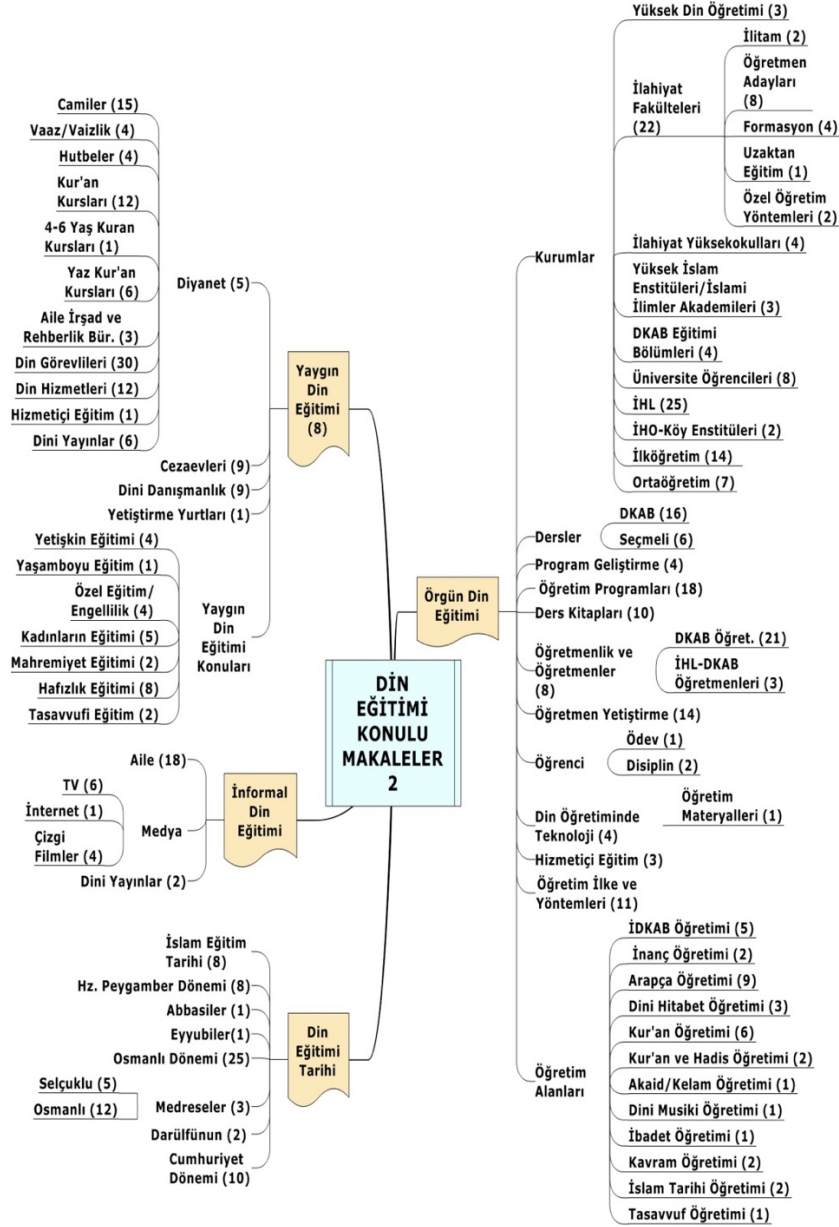 DİN
EĞİTİMİ
KONULU
MAKALELER
2
Yaygın
Din
Eğitimi
(8)
Diyanet (5)
Camiler (15)
Vaaz/Vaizlik (4)
Hutbeler (4)
Kur'an
Kursları (12)
4-6 Yaş Kuran
Kursları (1)
Yaz Kur'an
Kursları (6)
Aile İrşad ve
Rehberlik Bür. (3)
Din Görevlileri (30)
Din Hizmetleri (12)
Hizmetiçi Eğitim (1)
Dini Yayınlar (6)
Cezaevleri (9)
Dini Danışmanlık (9)
Yetiştirme Yurtları (1)
Yaygın
Din
Eğitimi
Konuları
Yetişkin Eğitimi (4)
Yaşamboyu Eğitim (1)
Özel Eğitim/
Engellilik (4)
Kadınların Eğitimi (5)
Mahremiyet Eğitimi (2)
Hafızlık Eğitimi (8)
Tasavvufi Eğitim (2)
İnformal
Din
Eğitimi
Aile (18)
Medya
TV (6)
İnternet (1)
Çizgi
Filmler (4)
Dini Yayınlar (2)
Din
Eğitimi
Tarihi
İslam Eğitim
Tarihi (8)
Hz. Peygamber Dönemi (8)
Abbasiler (1)
Eyyubiler(1)
Osmanlı Dönemi (25)
Medreseler (3)
Selçuklu (5)
Osmanlı (12)
Darülfünun (2)
Cumhuriyet
Dönemi (10)
Örgün Din
Eğitimi
Kurumlar
Yüksek Din Öğretimi (3)
İlahiyat
Fakülteleri
(22)
İlitam (2)
Öğretmen
Adayları
(8)
Formasyon (4)
Uzaktan
Eğitim (1)
Özel Öğretim
Yöntemleri (2)
İlahiyat Yüksekokulları (4)
Yüksek İslam
Enstitüleri/İslami
İlimler Akademileri (3)
DKAB Eğitimi
Bölümleri (4)
Üniversite Öğrencileri (8)
İHL (25)
İHO-Köy Enstitüleri (2)
İlköğretim (14)
Ortaöğretim (7)
Dersler
DKAB (16)
Seçmeli (6)
Program Geliştirme (4)
Öğretim Programları (18)
Ders Kitapları (10)
Öğretmenlik ve
Öğretmenler
(8)
DKAB Öğret. (21)
İHL-DKAB
Öğretmenleri (3)
Öğretmen Yetiştirme (14)
Öğrenci
Ödev (1)
Disiplin (2)
Din Öğretiminde
Teknoloji (4)
Öğretim
Materyalleri (1)
Hizmetiçi Eğitim (3)
Öğretim İlke ve
Yöntemleri (11)
Öğretim
Alanları
İDKAB Öğretimi (5)
İnanç Öğretimi (2)
Arapça Öğretimi (9)
Dini Hitabet Öğretimi (3)
Kur'an Öğretimi (6)
Kur'an ve Hadis Öğretimi (2)
Akaid/Kelam Öğretimi (1)
Dini Musiki Öğretimi (1)
İbadet Öğretimi (1)
Kavram Öğretimi (2)
İslam Tarihi Öğretimi (2)
Tasavvuf Öğretimi (1)